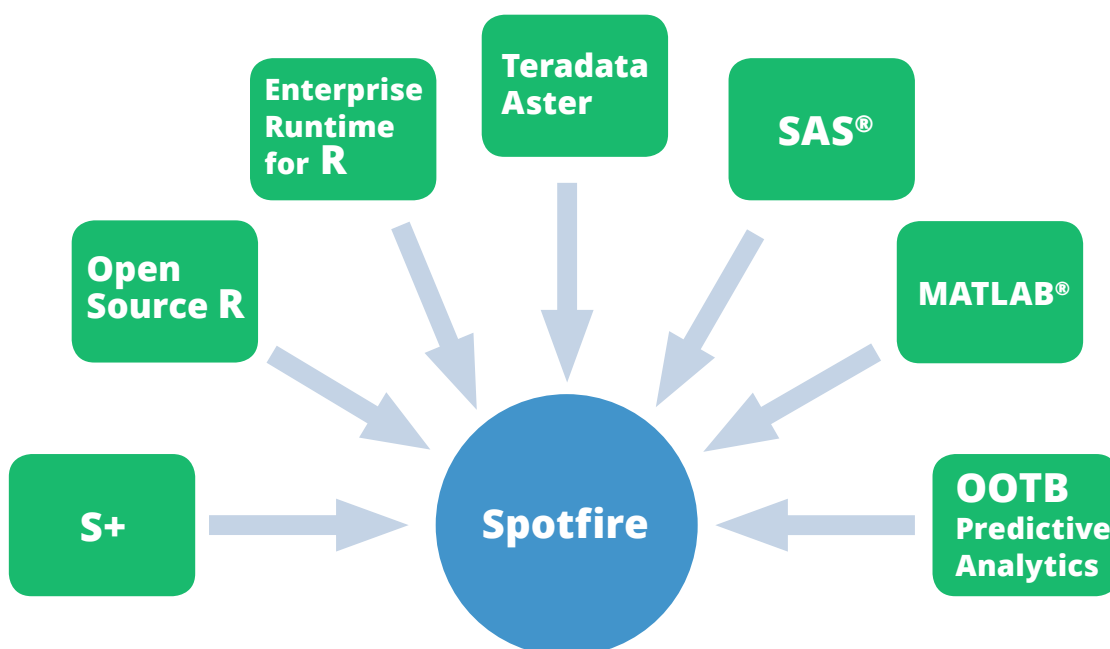 Teradata
Aster
Enterprise
Runtime
for R
SAS®
Open
Source R
MATLAB®
S+
Spotfire
OOTB
Predictive
Analytics